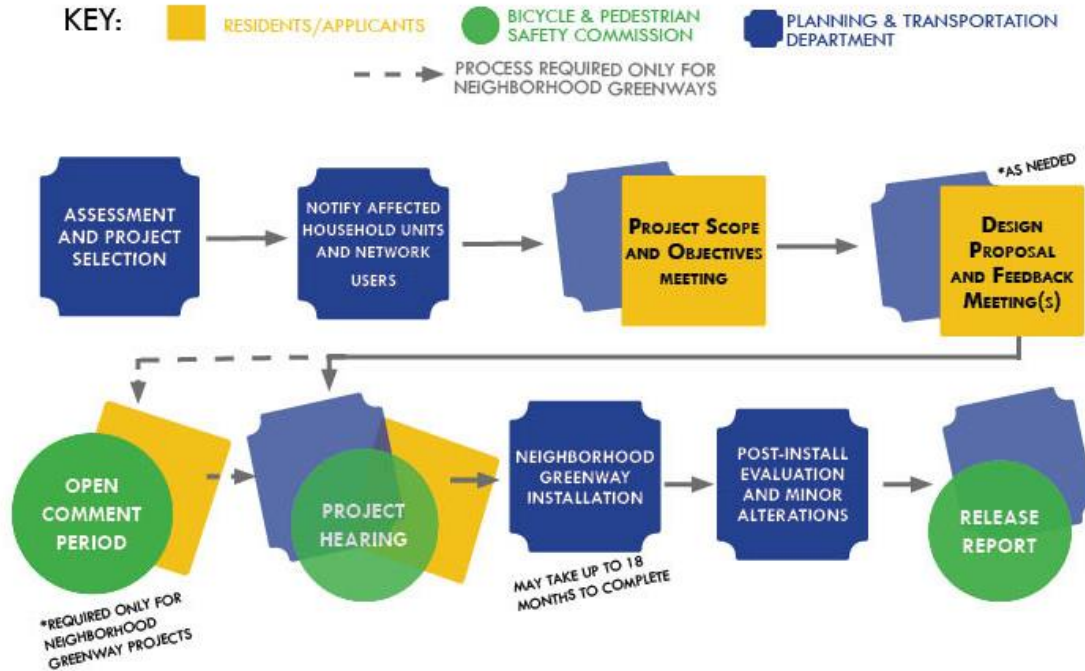 KEY:
RESIDENTS/APPLICANTS
BICYCLE & PEDESTRIAN
SAFETY COMMISSION
PLANNING & TRANSPORTATION
DEPARTMENT
PROCESS REQUIRED ONLY FOR
NEIGHBORHOOD GREENWAYS
ASSESSMENT
AND PROJECT
SELECTION
NOTIFY AFFECTED
HOUSEHOLD UNITS
AND NETWORK
USERS
PROJECT SCOPE
AND OBJECTIVES
MEETING
*AS NEEDED
DESIGN
PROPOSAL
AND FEEDBACK
MEETING(S)
OPEN
COMMENT
PERIOD
*REQUIRED ONLY FOR
NEIGHBORHOOD
GREENWAY PROJECTS
PROJECT
HEARING
NEIGHBORHOOD
GREENWAY
INSTALLATION
MAY TAKE UP TO 18
MONTHS TO COMPLETE
POST-INSTALL
EVALUATION
AND MINOR
ALTERATIONS
RELEASE
REPORT